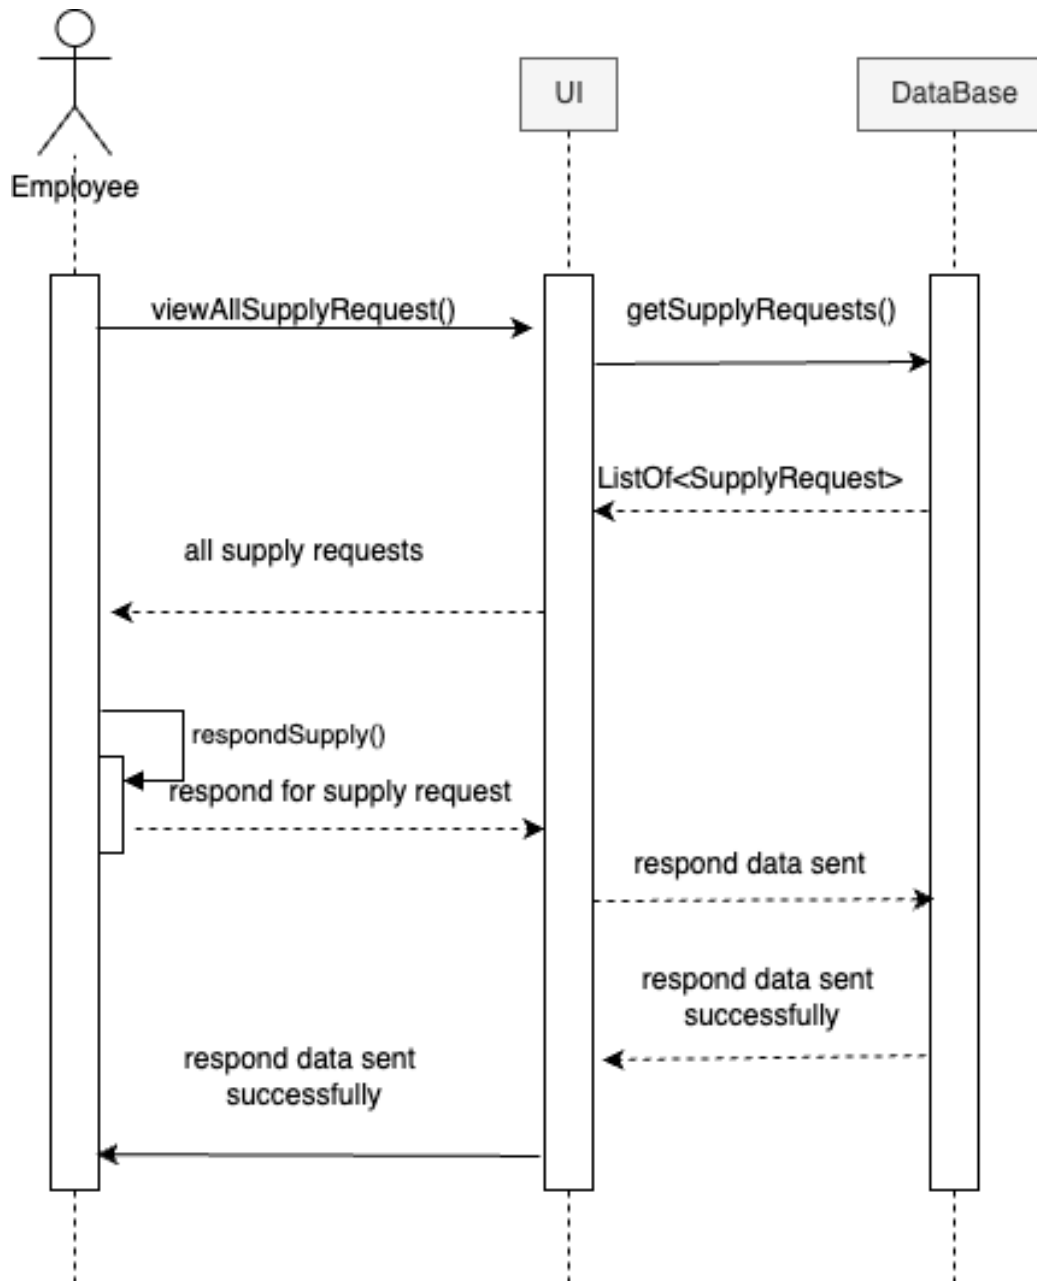 UI
DataBase
Employee
viewAllSupplyRequest()
getSupplyRequests()
ListOf<SupplyRequest>
all supply requests
respondSupply()
respond for supply request
respond data sent
respond data sent
successfully
respond data sent
successfully